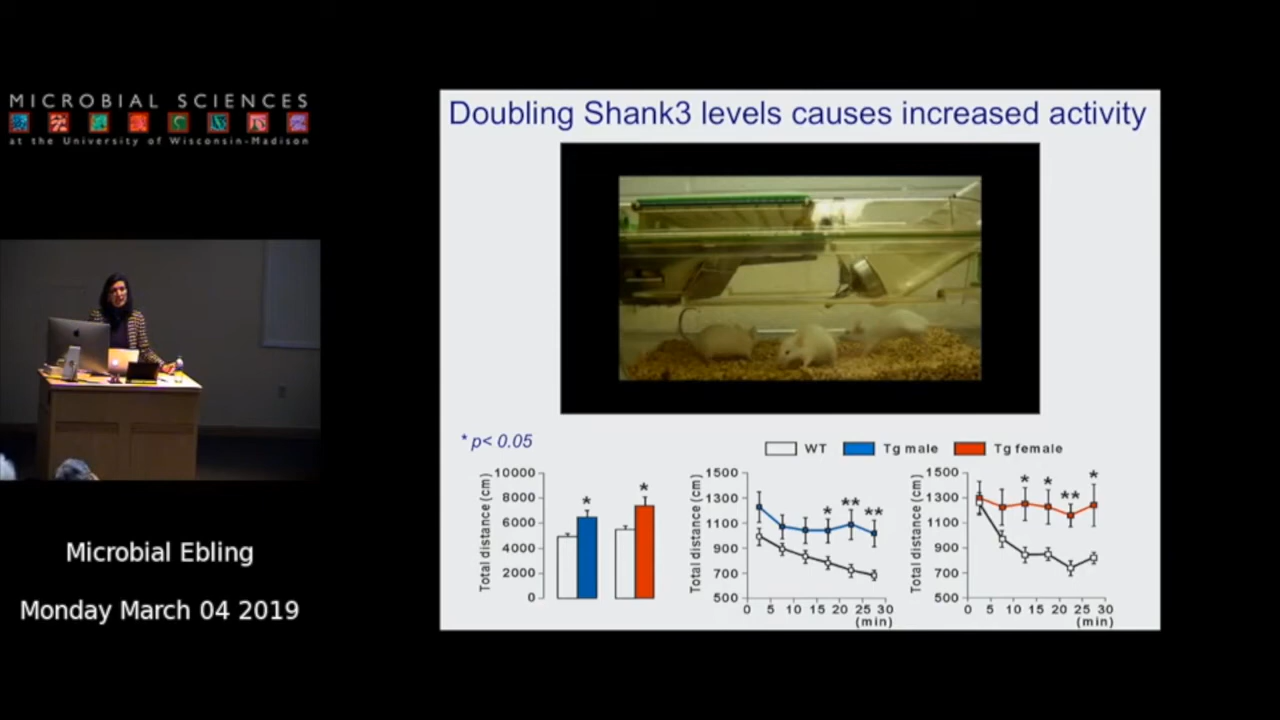 MICROBIAL SCIENCES
at the University of Wisconsin-Madison
Microbial Ebling
Monday March 04 2019
Doubling Shank3 levels causes increased activity
* p< 0.05
WT
Tg male
Tg female
Total distance (cm)
10000
8000
6000
4000
2000
0
*
*
Total distance (cm)
1500
1300
1100
900
700
500
* ** **
0 5 10 15 20 25 30
(min)
Total distance (cm)
1500
1300
1100
900
700
500
* * ** *
0 5 10 15 20 25 30
(min)